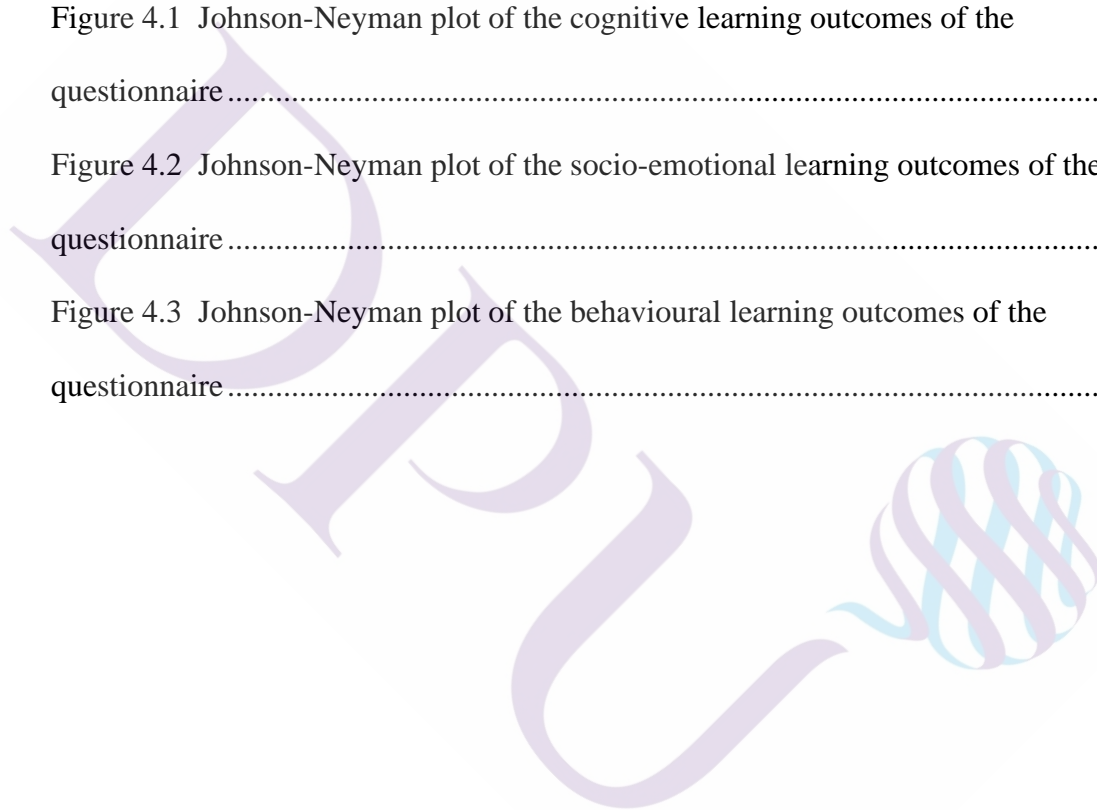 Figure 4.1 Johnson-Neyman plot of the cognitive learning outcomes of the
questionnaire....................................................................................................
Figure 4.2 Johnson-Neyman plot of the socio-emotional learning outcomes of the
questionnaire....................................................................................................
Figure 4.3 Johnson-Neyman plot of the behavioural learning outcomes of the
questionnaire....................................................................................................
DPU